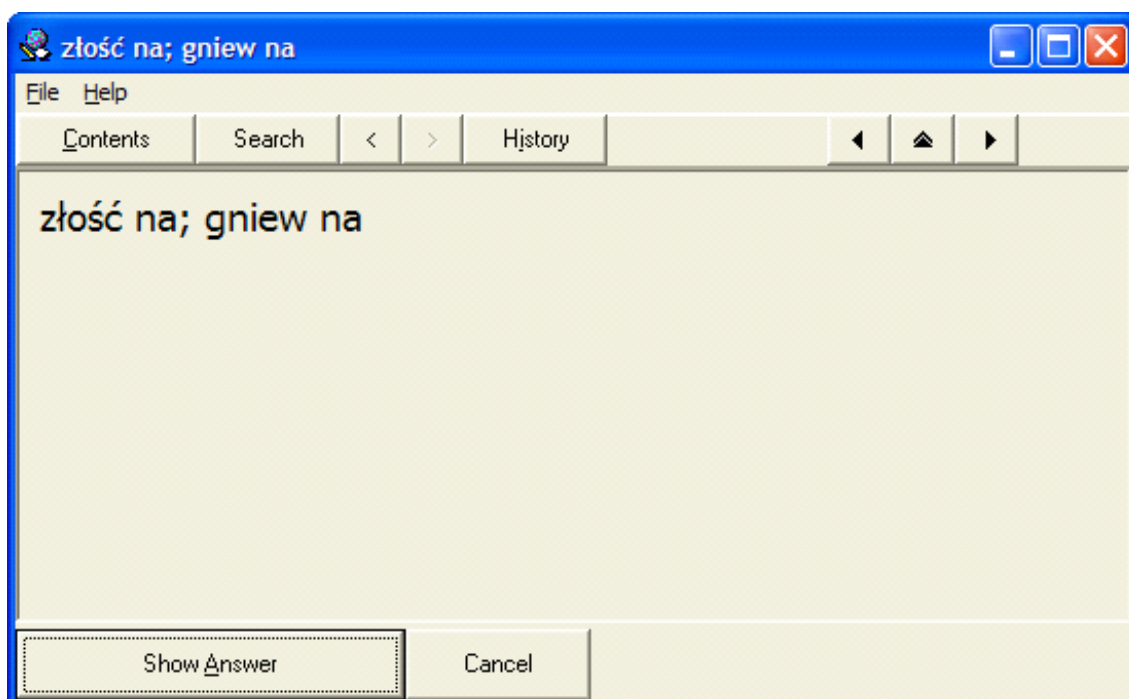 złość na; gniew na
File Help
Contents Search < > History
złość na; gniew na
Show Answer Cancel